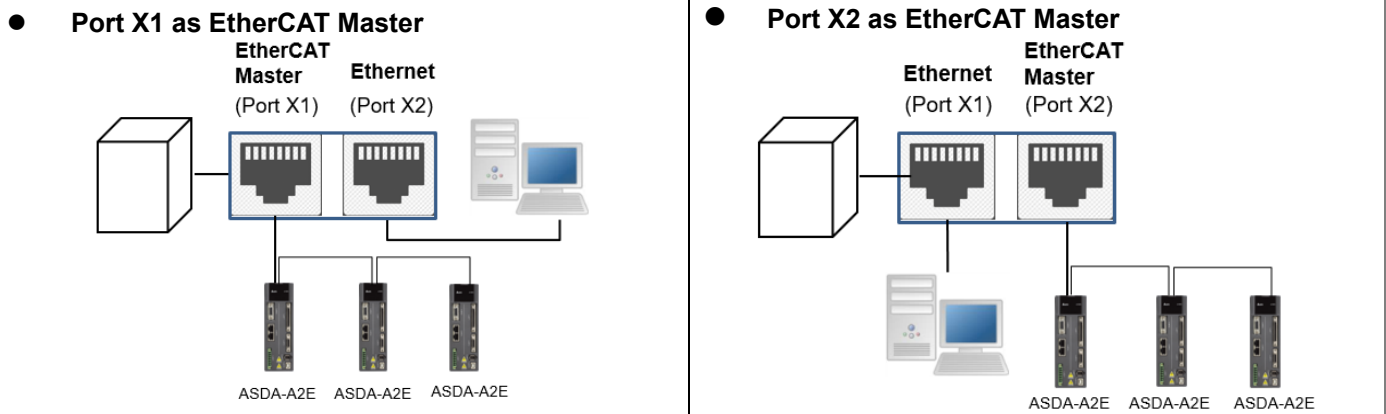 ● Port X1 as EtherCAT Master
EtherCAT
Master
(Port X1)
Ethernet
(Port X2)
ASDA-A2E
ASDA-A2E
ASDA-A2E
● Port X2 as EtherCAT Master
Ethernet
(Port X1)
EtherCAT
Master
(Port X2)
ASDA-A2E
ASDA-A2E
ASDA-A2E